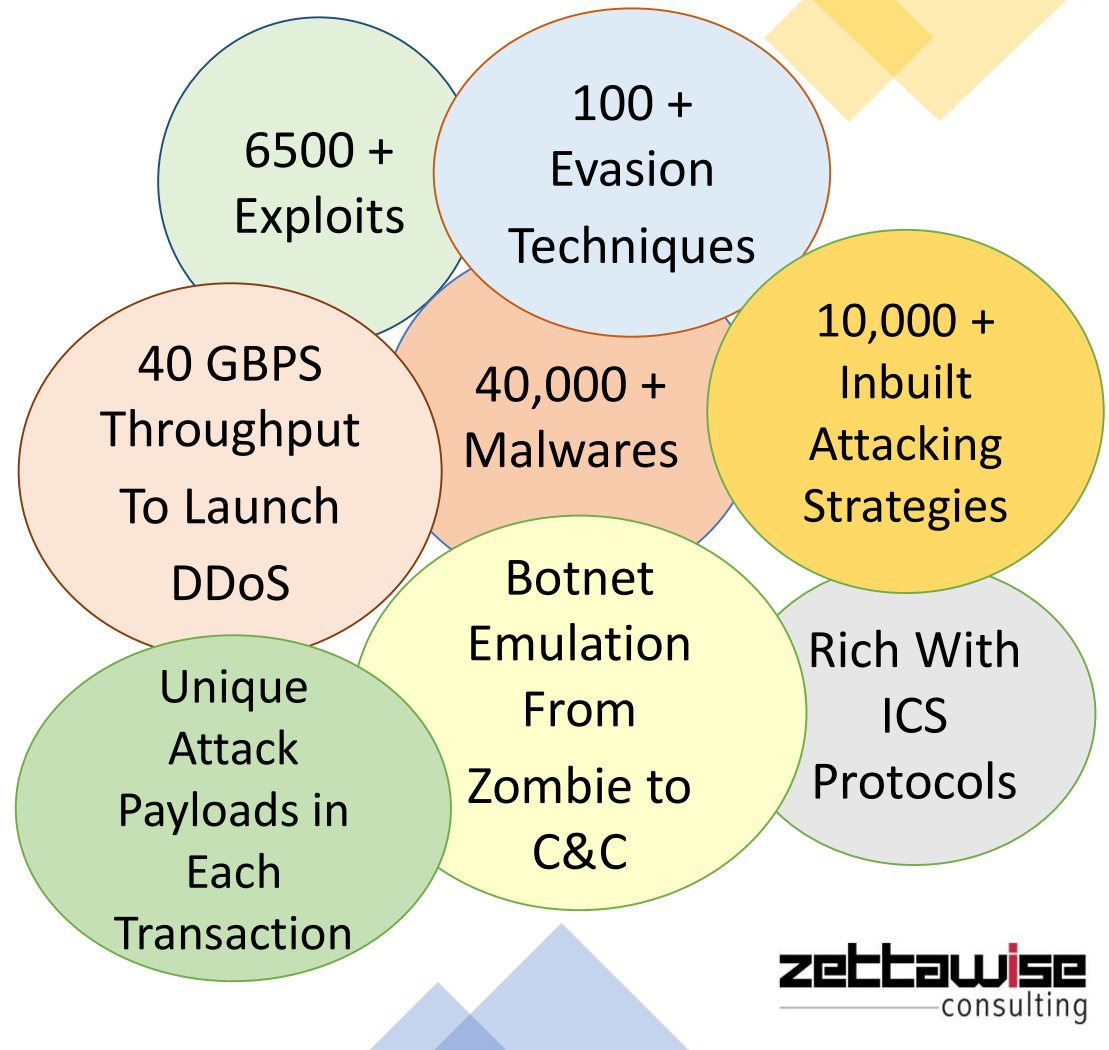 6500 +
Exploits
100 +
Evasion
Techniques
40 GBPS
Throughput
To Launch
DDoS
40,000 +
Malwares
10,000 +
Inbuilt
Attacking
Strategies
Unique
Attack
Payloads in
Each
Transaction
Botnet
Emulation
From
Zombie to
C&C
Rich With
ICS
Protocols
zettawise
consulting